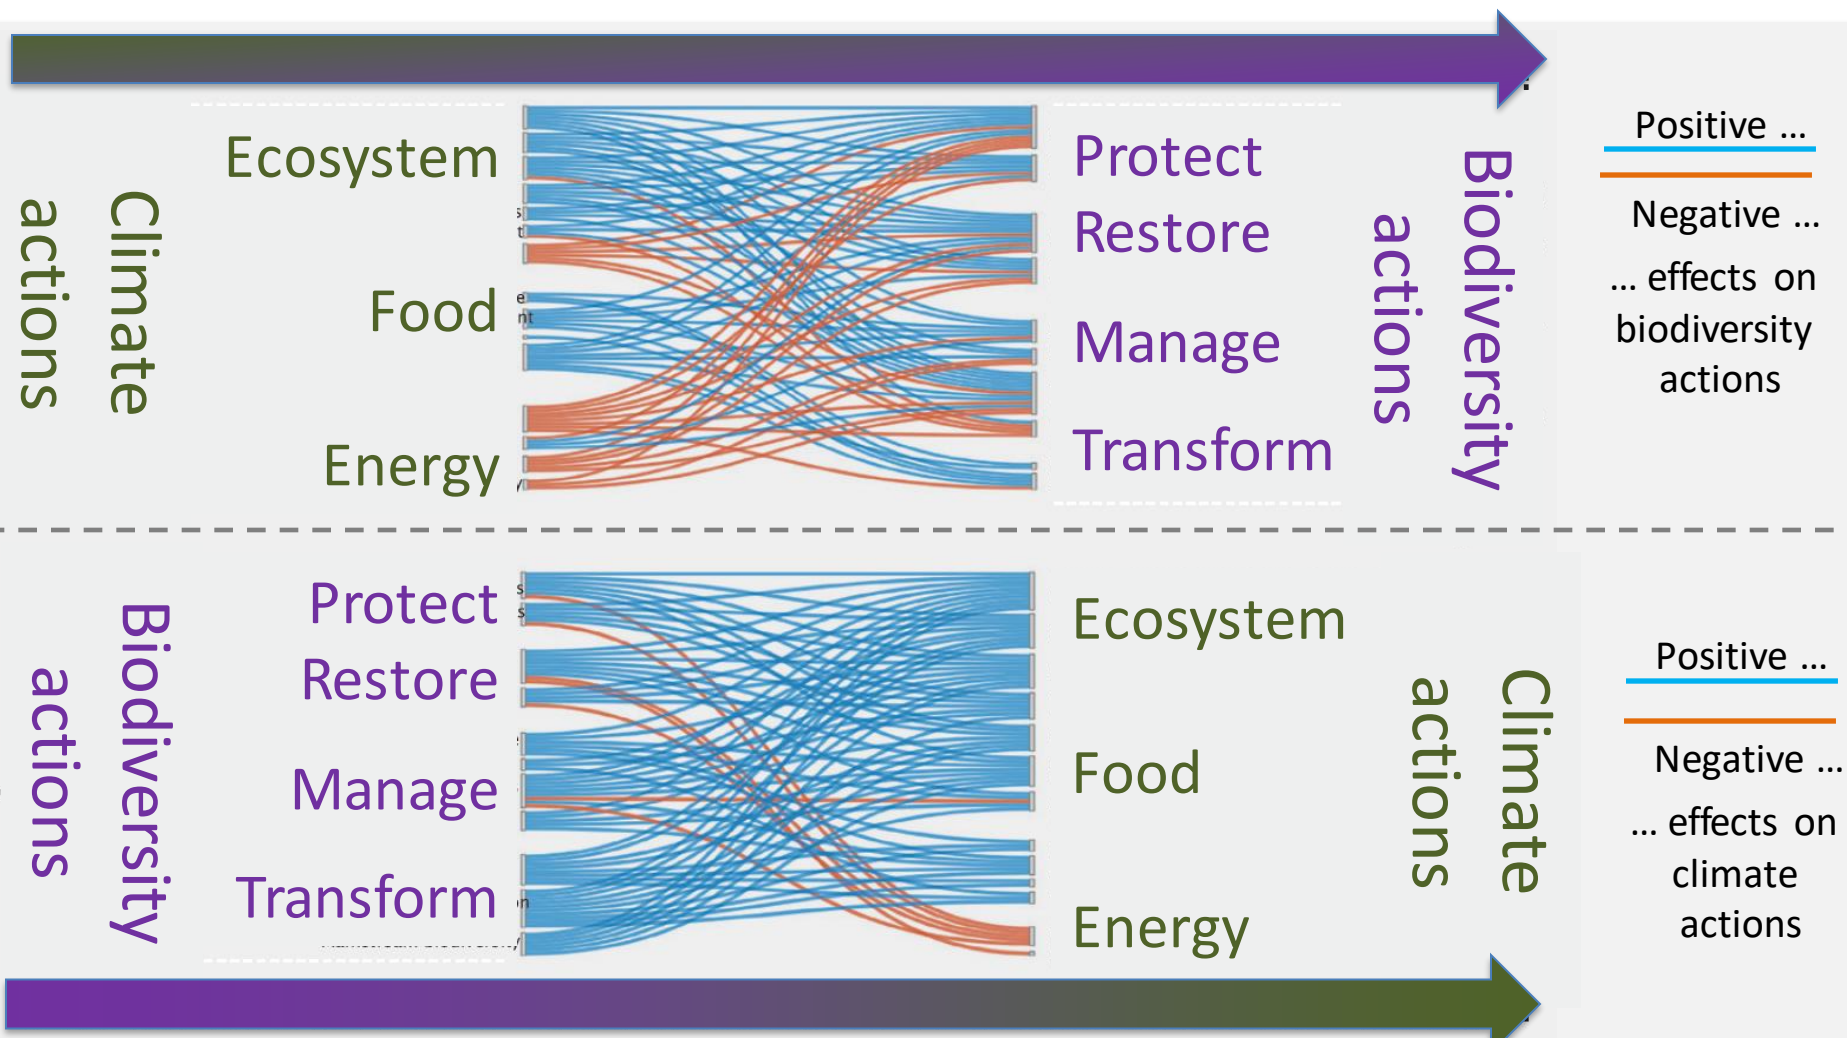 Climate
actions
Ecosystem
Food
Energy
Protect
Restore
Manage
Transform
Biodiversity
actions
Positive ...
Negative ...
... effects on
biodiversity
actions
Biodiversity
actions
Protect
Restore
Manage
Transform
Ecosystem
Food
Energy
Climate
actions
Positive ...
Negative ...
... effects on
climate
actions